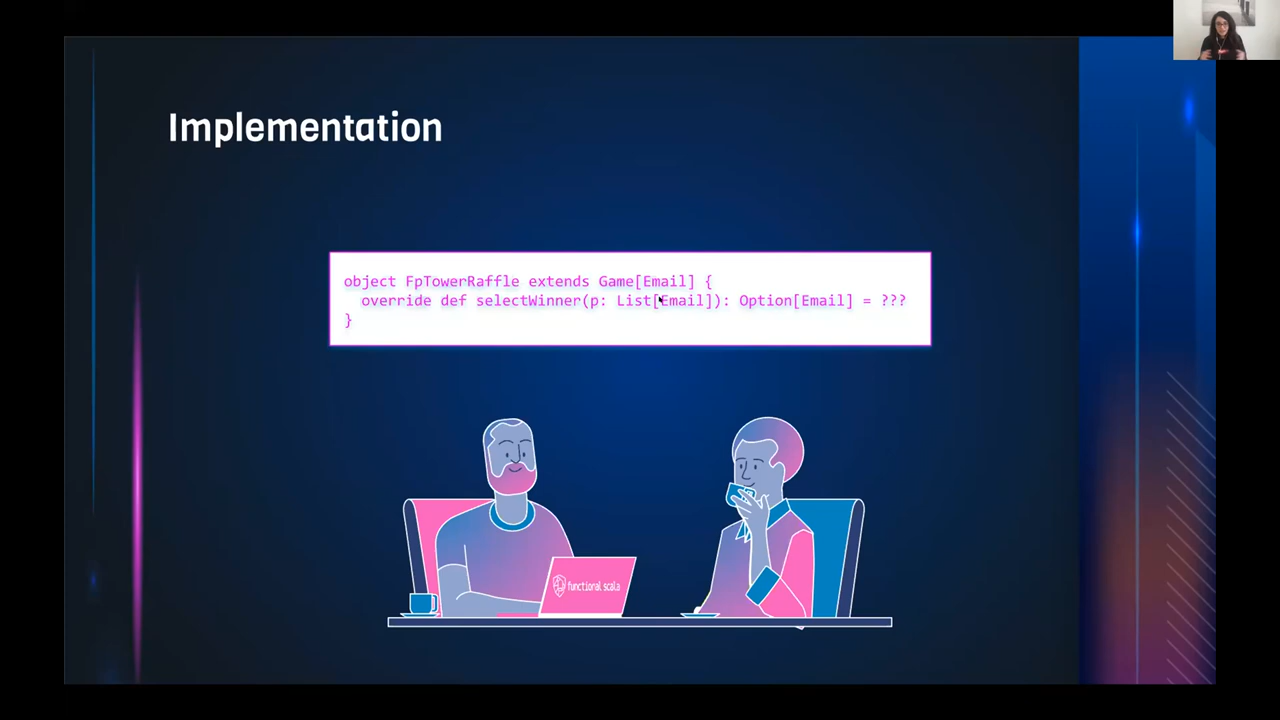 Implementation
object FpTowerRaffle extends Game[Email] {
  override def selectWinner(p: List[Email]): Option[Email] = ???
}
functional scala